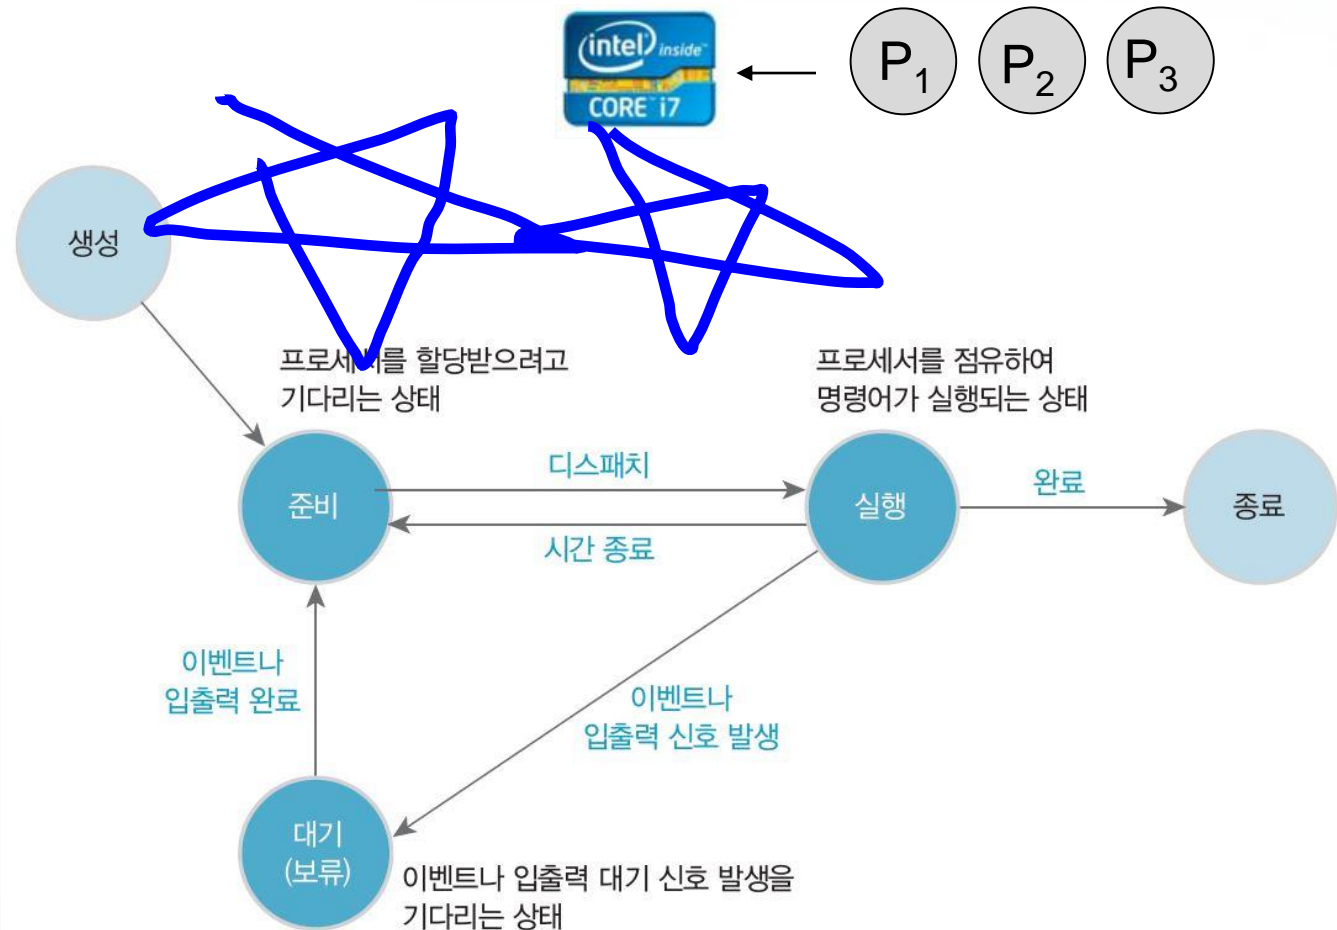 intel inside™
CORE™ i7
P1
P2
P3
생성
프로세서를 할당받으려고
기다리는 상태
프로세서를 점유하여
명령어가 실행되는 상태
준비
디스패치
시간 종료
실행
완료
종료
이벤트나
입출력 완료
이벤트나
입출력 신호 발생
대기
(보류)
이벤트나 입출력 대기 신호 발생을
기다리는 상태